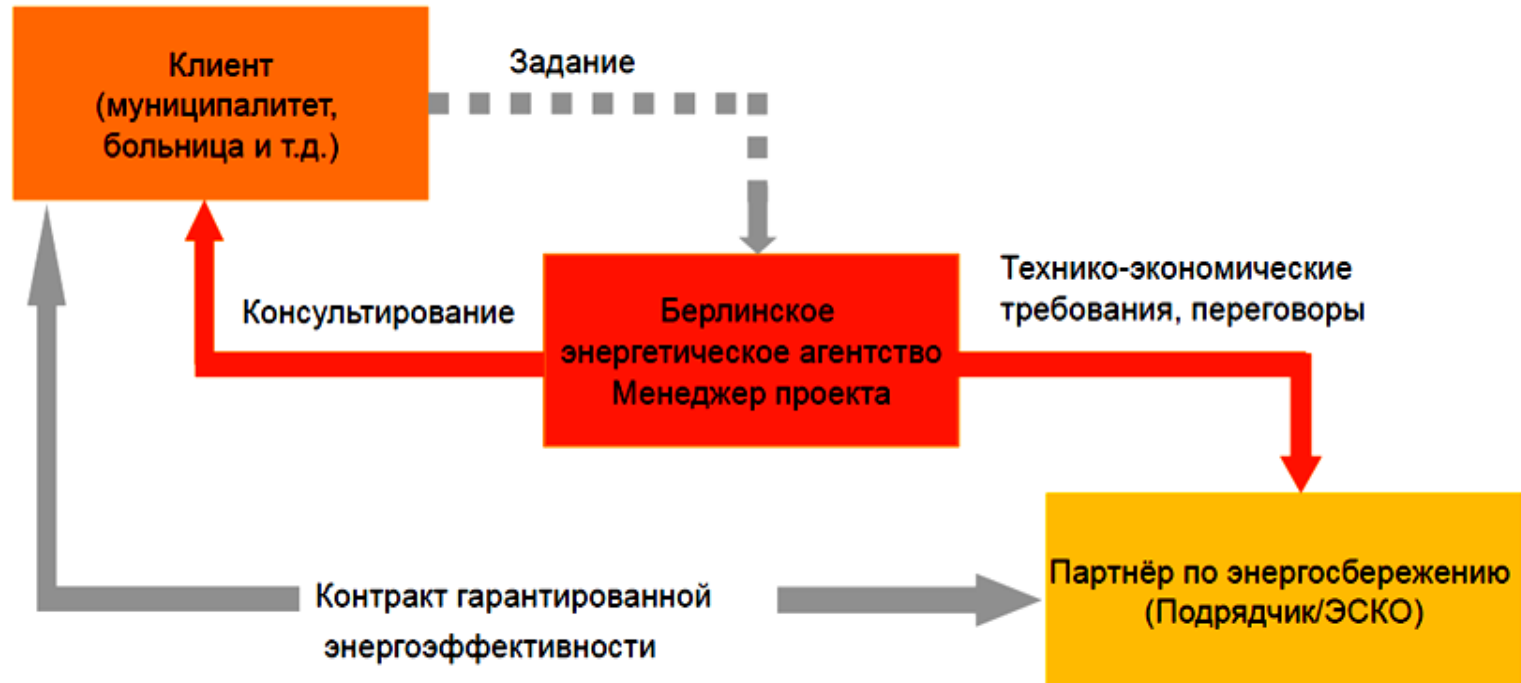 Клиент
(муниципалитет,
больница и т.д.)
Задание
Консультирование
Берлинское
энергетическое агентство
Менеджер проекта
Технико-экономические
требования, переговоры
Контракт гарантированной
энергоэффективности
Партнёр по энергосбережению
(Подрядчик/ЭСКО)